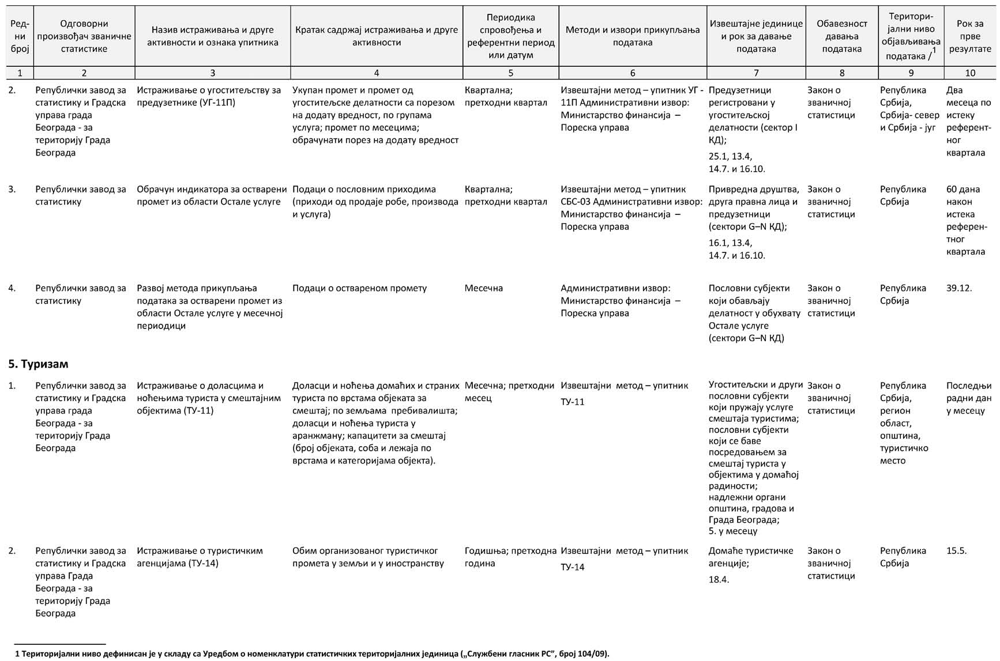 Ред-
ни
број
Одговорни
произвођач званичне
статистике
Назив истраживања и друге
активности и ознака упитника
Кратак садржај истраживања и друге
активности
Периодика
спровођења и
референтни период
или датум
Методи и извори прикупљања
података
Извештајне јединице
и рок за давање
података
Обавезност
давања
података
Територи-
јални ниво
објављивања
података /1
Рок за
прве
резултате
1 2 3 4 5 6 7 8 9 10
2.
Републички завод за
статистику и Градска
управа града
Београда - за
територију Града
Београда
Истраживање о угоститељству за
предузетнике (УГ-11П)
Укупан промет и промет од
угоститељске делатности са порезом
на додату вредност, по групама
услуга; промет по месецима;
обрачунати порез на додату вредност
Квартална;
претходни квартал
Извештајни метод – упитник УГ -
11П Административни извор:
Министарство финансија –
Пореска управа
Предузетници
регистровани у
угоститељској
делатности (сектор I
КД);
25.1, 13.4,
14.7. и 16.10.
Закон о
званичној
статистици
Република
Србија,
Србија- север
и Србија - југ
Два
месеца по
истеку
референт-
ног
квартала
3.
Републички завод за
статистику
Обрачун индикатора за остварени
промет из области Остале услуге
Подаци о пословним приходима
(приходи од продаје робе, производа
и услуга)
Квартална;
претходни квартал
Извештајни метод – упитник
СБС-03 Административни извор:
Министарство финансија –
Пореска управа
Привредна друштва,
друга правна лица и
предузетници
(сектори G–N КД);
16.1, 13.4,
14.7. и 16.10.
Закон о
званичној
статистици
Република
Србија
60 дана
након
истека
референ-
тног
квартала
4.
Републички завод за
статистику
Развој метода прикупљања
података за остварени промет из
области Остале услуге у месечној
периодици
Подаци о оствареном промету
Месечна
Административни извор:
Министарство финансија –
Пореска управа
Пословни субјекти
који обављају
делатност у обухвату
Остале услуге
(сектори G–N КД)
Закон о
званичној
статистици
Република
Србија
39.12.
5. Туризам
1.
Републички завод за
статистику и Градска
управа града
Београда - за
територију Града
Београда
Истраживање о доласцима и
ноћењима туриста у смештајним
објектима (ТУ-11)
Доласци и ноћења домаћих и страних
туриста по врстама објеката за
смештај; по земљама пребивалишта;
доласци и ноћења туриста у
аранжману; капацитети за смештај
(број објеката, соба и лежаја по
врстама и категоријама објекта).
Месечна; претходни
месец
Извештајни метод – упитник
ТУ-11
Угоститељски и други
пословни субјекти
који пружају услуге
смештаја туристима;
пословни субјекти
који се баве
посредовањем за
смештај туриста у
објектима у домаћој
радиности;
надлежни органи
општина, градова и
Града Београда;
5. у месецу
Закон о
званичној
статистици
Република
Србија,
регион
област,
општина,
туристичко
место
Последњи
радни дан
у месецу
2.
Републички завод за
статистику и Градска
управа Града
Београда - за
територију Града
Београда
Истраживање о туристичким
агенцијама (ТУ-14)
Обим организованог туристичког
промета у земљи и у иностранству
Годишња; претходна
година
Извештајни метод – упитник
ТУ-14
Домаће туристичке
агенције;
18.4.
Закон о
званичној
статистици
Република
Србија
15.5.
1 Територијални ниво дефинисан је у складу са Уредбом о номенклатури статистичких територијалних јединица („Службени гласник РС”, број 104/09).